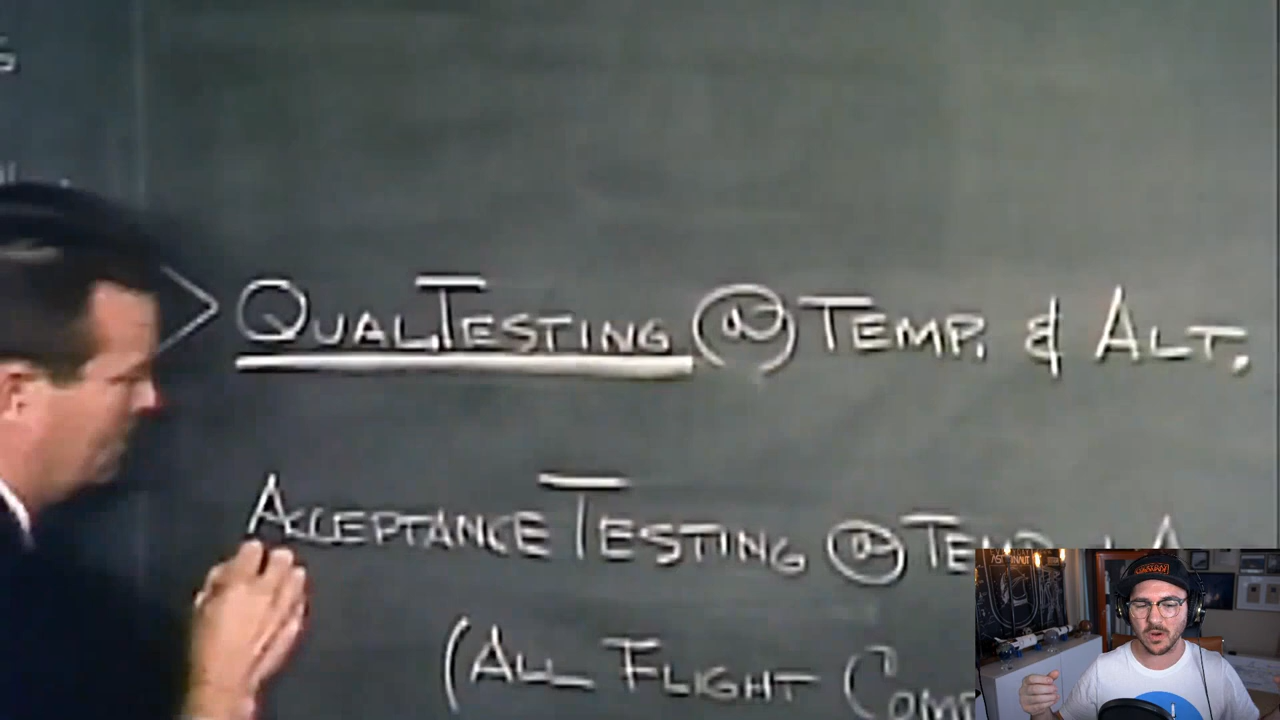 Qual Testing @ Temp. & Alt.
Acceptance Testing @
(All Flight